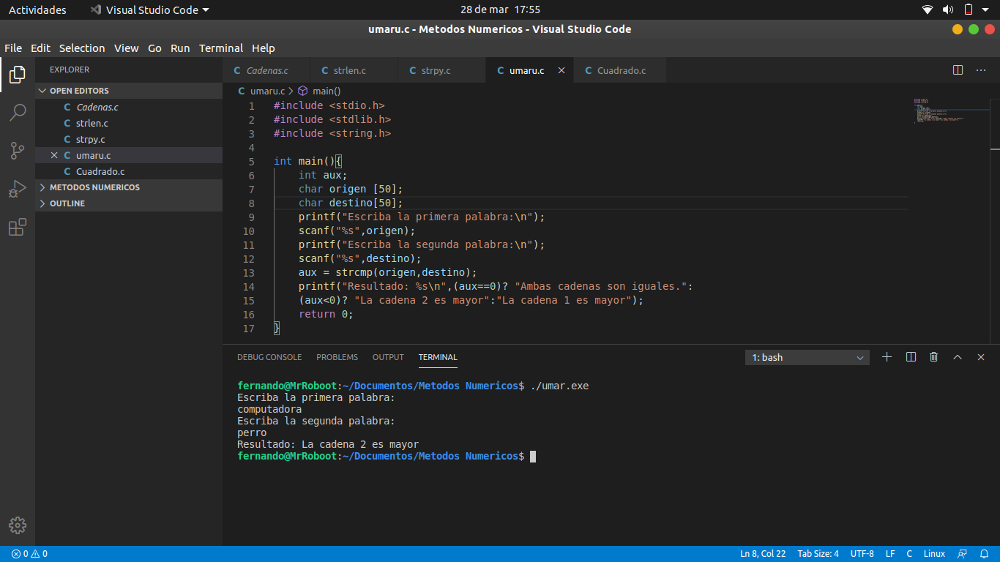 Actividades
Visual Studio Code
28 de mar 17:55
umaru.c - Metodos Numericos - Visual Studio Code
File Edit Selection View Go Run Terminal Help
EXPLORER
OPEN EDITORS
Cadenas.c
strlen.c
strpy.c
umaru.c
Cuadrado.c
METODOS NUMERICOS
OUTLINE
C Cadenas.c C strlen.c C strpy.c C umaru.c C Cuadrado.c
C umaru.c > main()
1 #include <stdio.h>
2 #include <stdlib.h>
3 #include <string.h>
4
5 int main(){
6 int aux;
7 char origen [50];
8 char destino[50];
9 printf("Escriba la primera palabra:\n");
10 scanf("%s",origen);
11 printf("Escriba la segunda palabra:\n");
12 scanf("%s",destino);
13 aux = strcmp(origen,destino);
14 printf("Resultado: %s\n",(aux==0)? "Ambas cadenas son iguales.":
15 (aux<0)? "La cadena 2 es mayor":"La cadena 1 es mayor");
16 return 0;
17 }
DEBUG CONSOLE PROBLEMS OUTPUT TERMINAL
1: bash
fernando@MrRoboot:~/Documentos/Metodos Numericos$ ./umar.exe
Escriba la primera palabra:
computadora
Escriba la segunda palabra:
perro
Resultado: La cadena 2 es mayor
fernando@MrRoboot:~/Documentos/Metodos Numericos$
0 0
Ln 8, Col 22 Tab Size: 4 UTF-8 LF C Linux